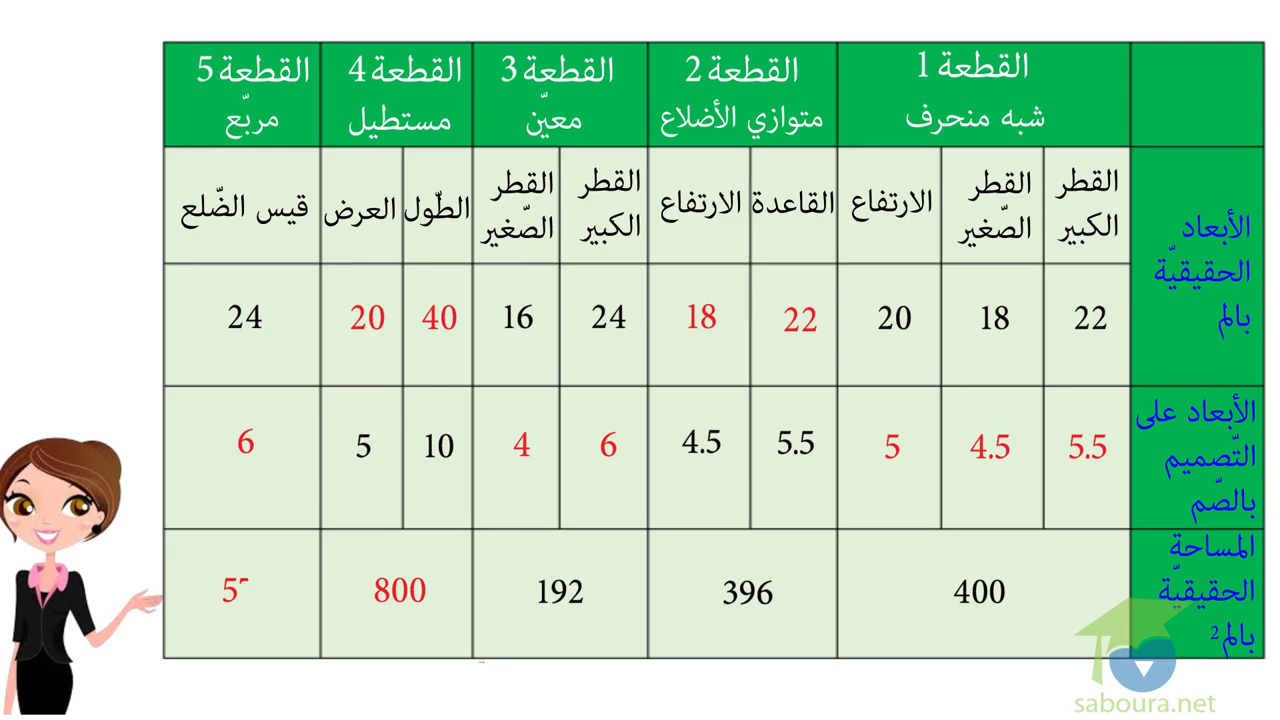 القطعة 1
شبه منحرف
القطعة 2
متوازي الأضلاع
القطعة 3
معيّن
القطعة 4
مستطيل
القطعة 5
مربّع
الأبعاد
الحقيقيّة
بالم
القطر
الكبير
القطر
الصّغير
الارتفاع
القاعدة
الارتفاع
القطر
الكبير
القطر
الصّغير
الطّول
العرض
قيس الضّلع
22
18
20
22
18
24
16
40
20
24
الأبعاد على
التّصميم
بالصّم
5.5
4.5
5
5.5
4.5
6
4
10
5
6
المساحة
الحقيقيّة
بالم²
400
396
192
800
5
saboura.net